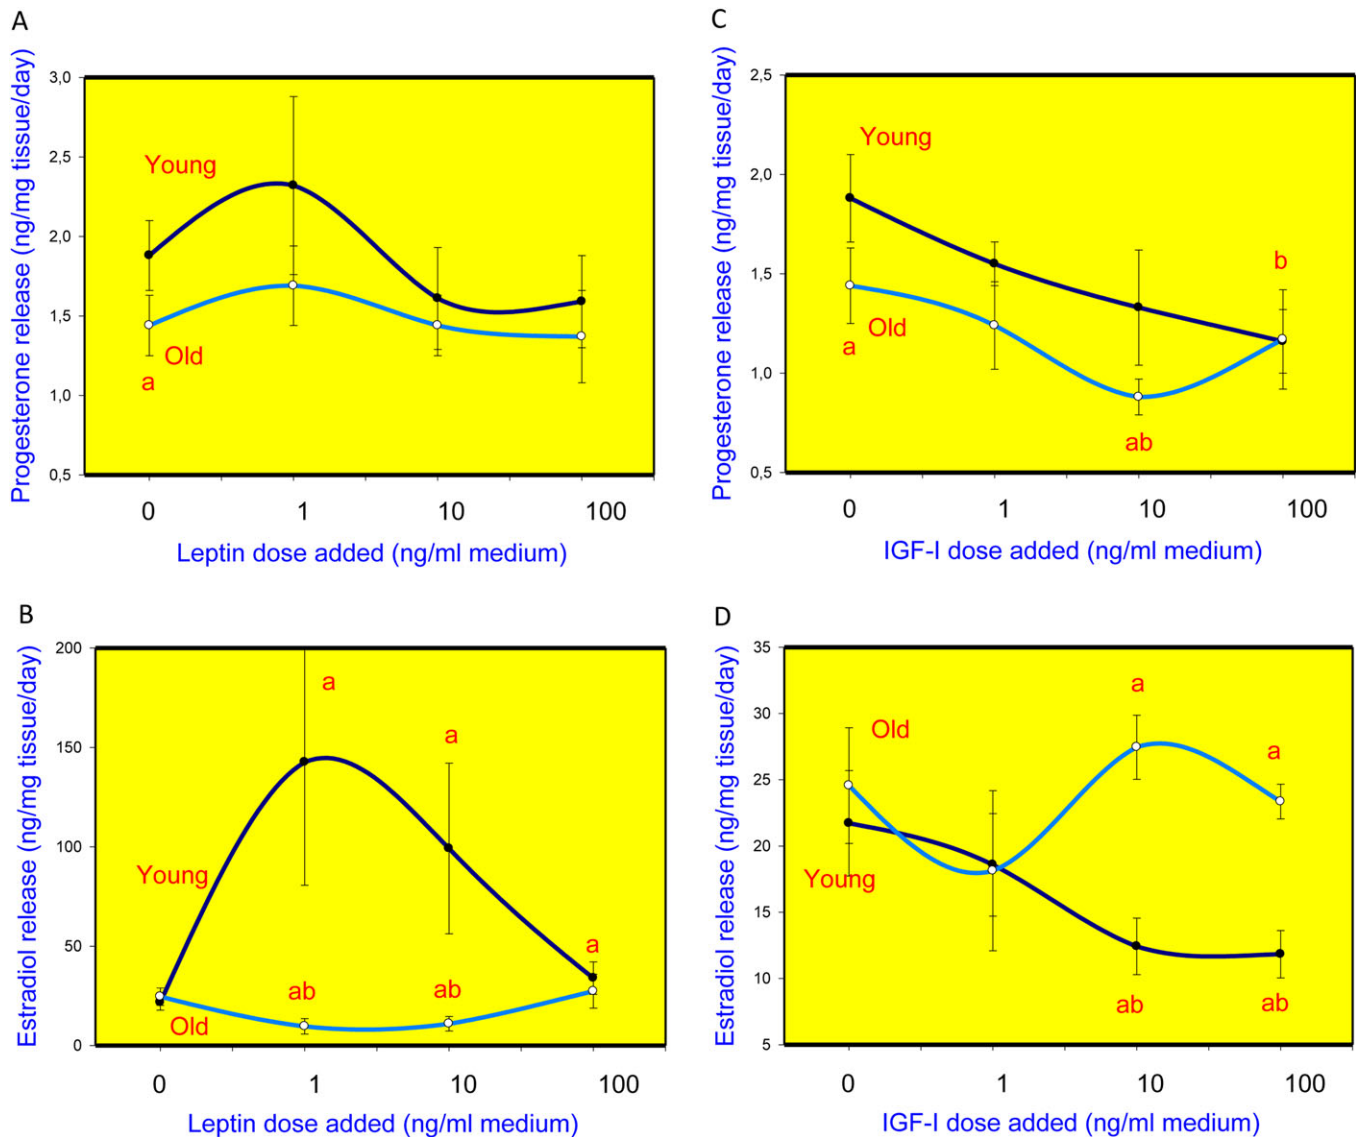 A
Progesterone release (ng/mg tissue/day)
3,0
2,5
2,0
1,5
1,0
0,5
Young
Old
a
0 1 10 100
Leptin dose added (ng/ml medium)
C
Progesterone release (ng/mg tissue/day)
2,5
2,0
1,5
1,0
0,5
Young
b
Old
a
ab
0 1 10 100
IGF-I dose added (ng/ml medium)
B
Estradiol release (ng/mg tissue/day)
200
150
100
50
0
a
a
Young
a
ab ab
Old
0 1 10 100
Leptin dose added (ng/ml medium)
D
Estradiol release (ng/mg tissue/day)
35
30
25
20
15
10
5
a
Old
a
Young
ab ab
0 1 10 100
IGF-I dose added (ng/ml medium)